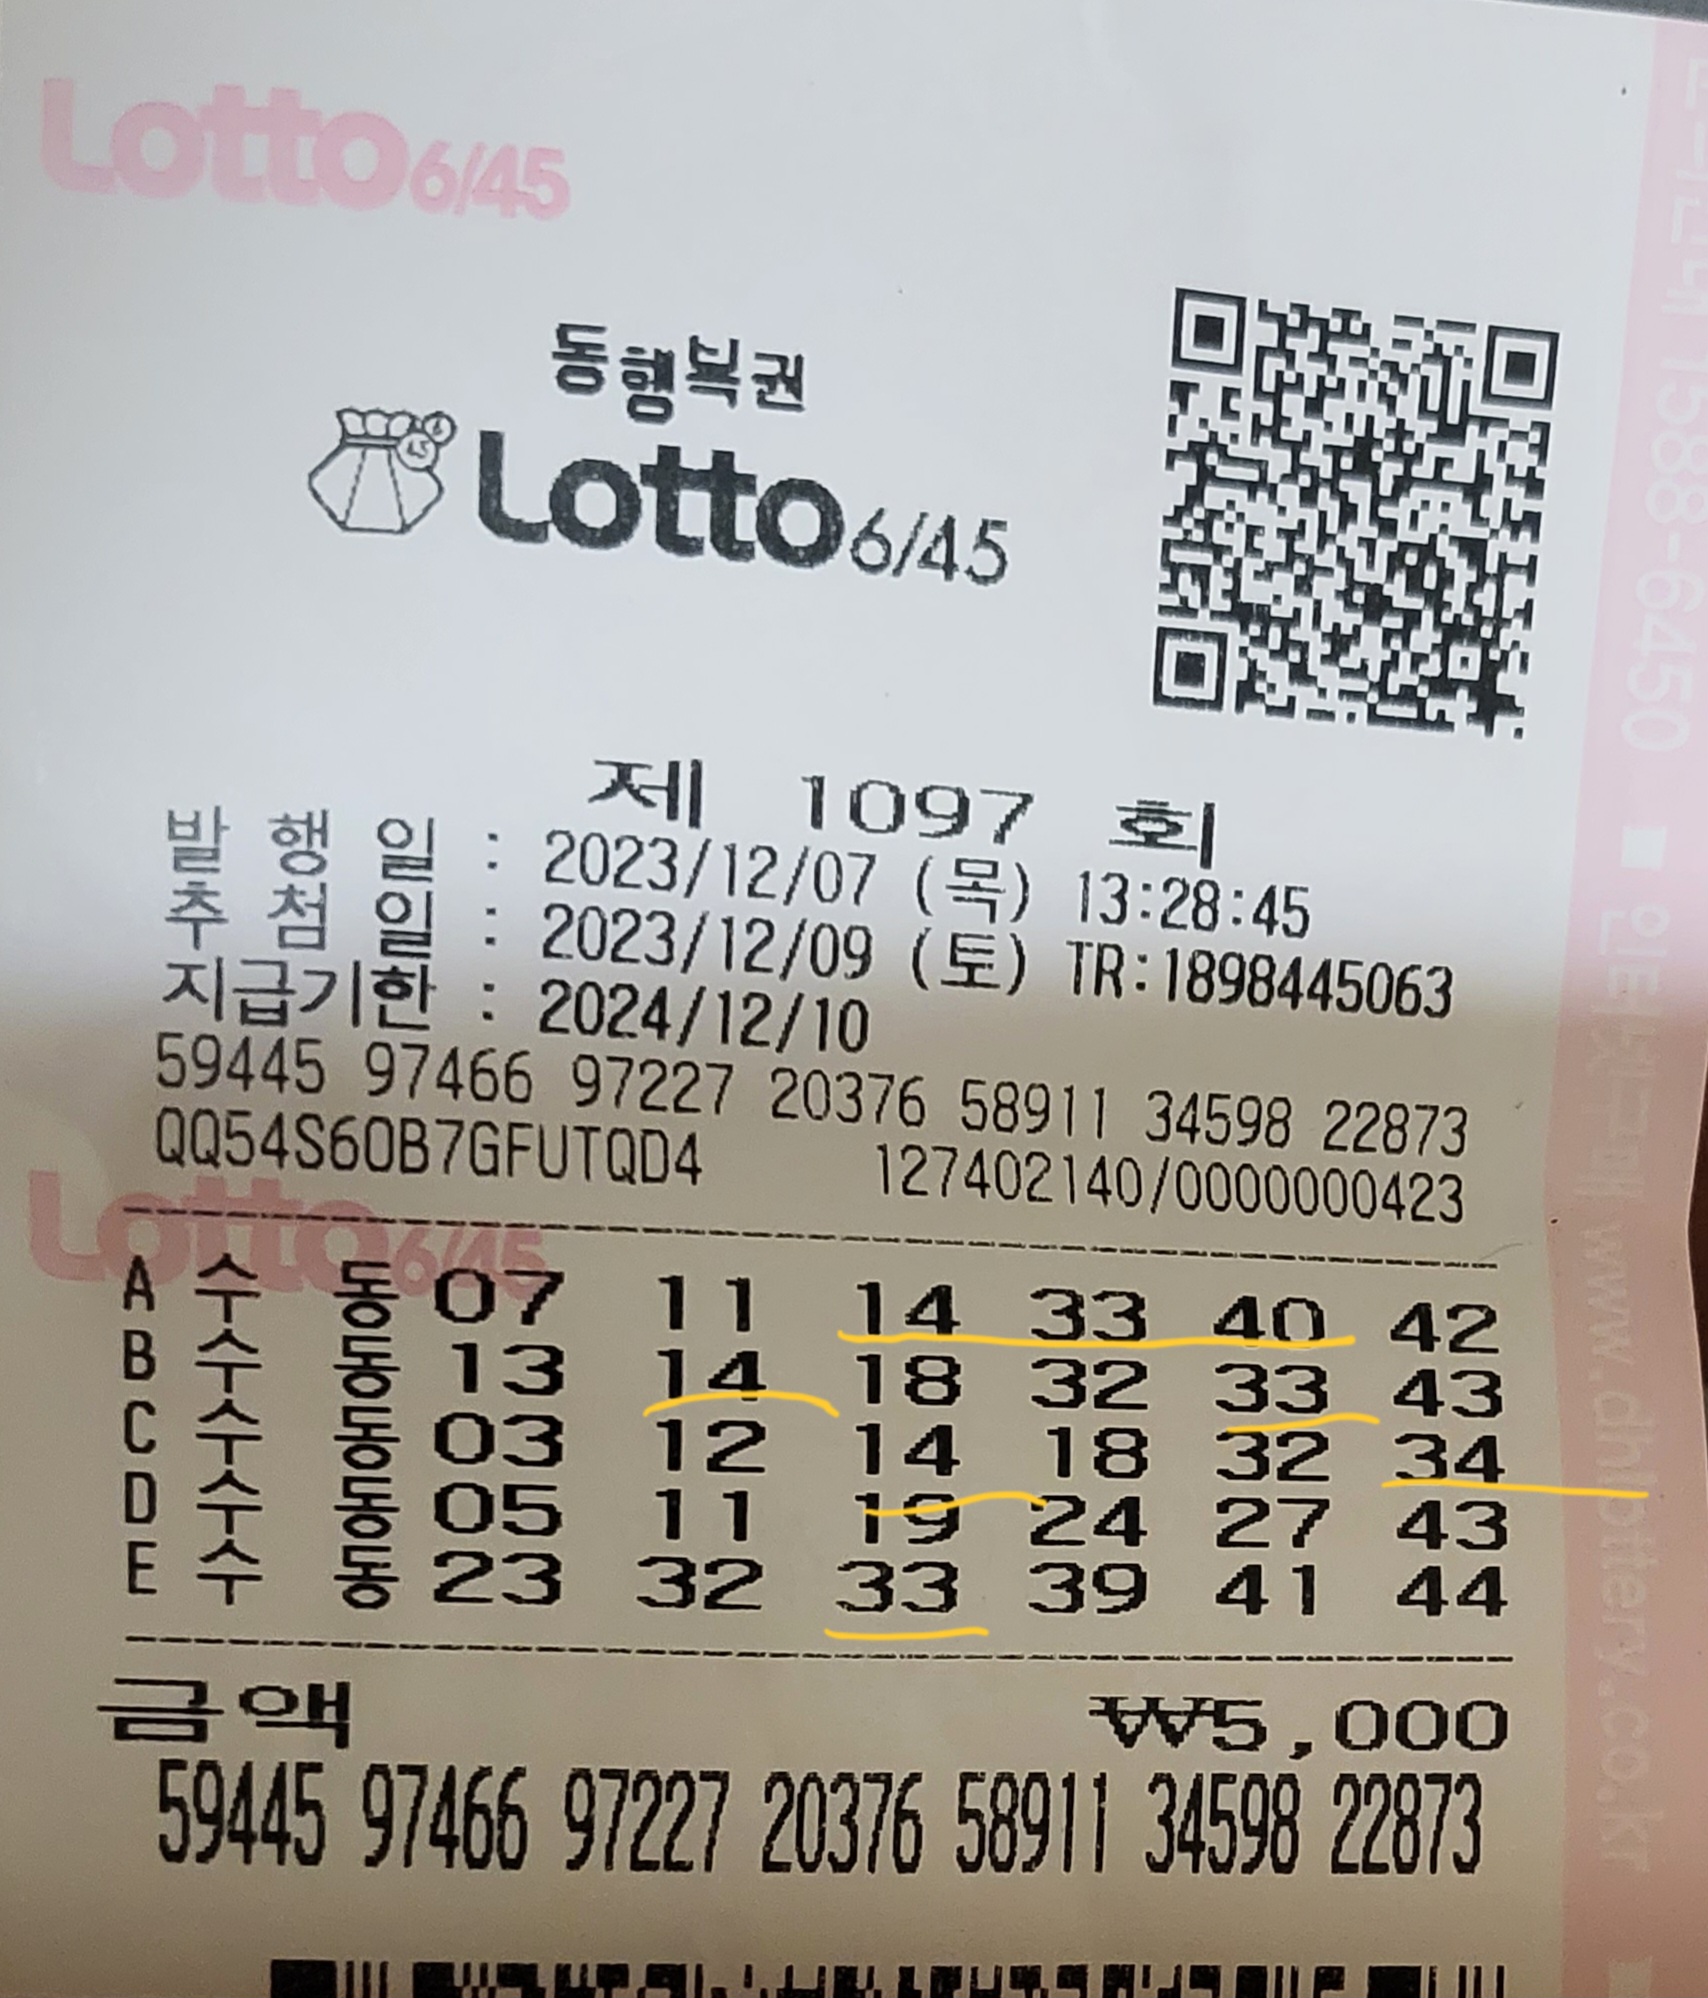 Lotto 6/45
동행복권
Lotto 6/45
제 1097 회
발 행 일 : 2023/12/07 (목) 13:28:45
추 첨 일 : 2023/12/09 (토) TR:1898445063
지급기한 : 2024/12/10
59445 97466 97227 20376 58911 34598 22873
QQ54S60B7GFUTQD4 127402140/0000000423
Lotto 6/45
A 수 동 07 11 14 33 40 42
B 수 동 13 14 18 32 33 43
C 수 동 03 12 14 18 32 34
D 수 동 05 11 19 24 27 43
E 수 동 23 32 33 39 41 44
금액 ₩5,000
59445 97466 97227 20376 58911 34598 22873
1588-6450 ■ 인터넷구매 www.dhlottery.co.kr